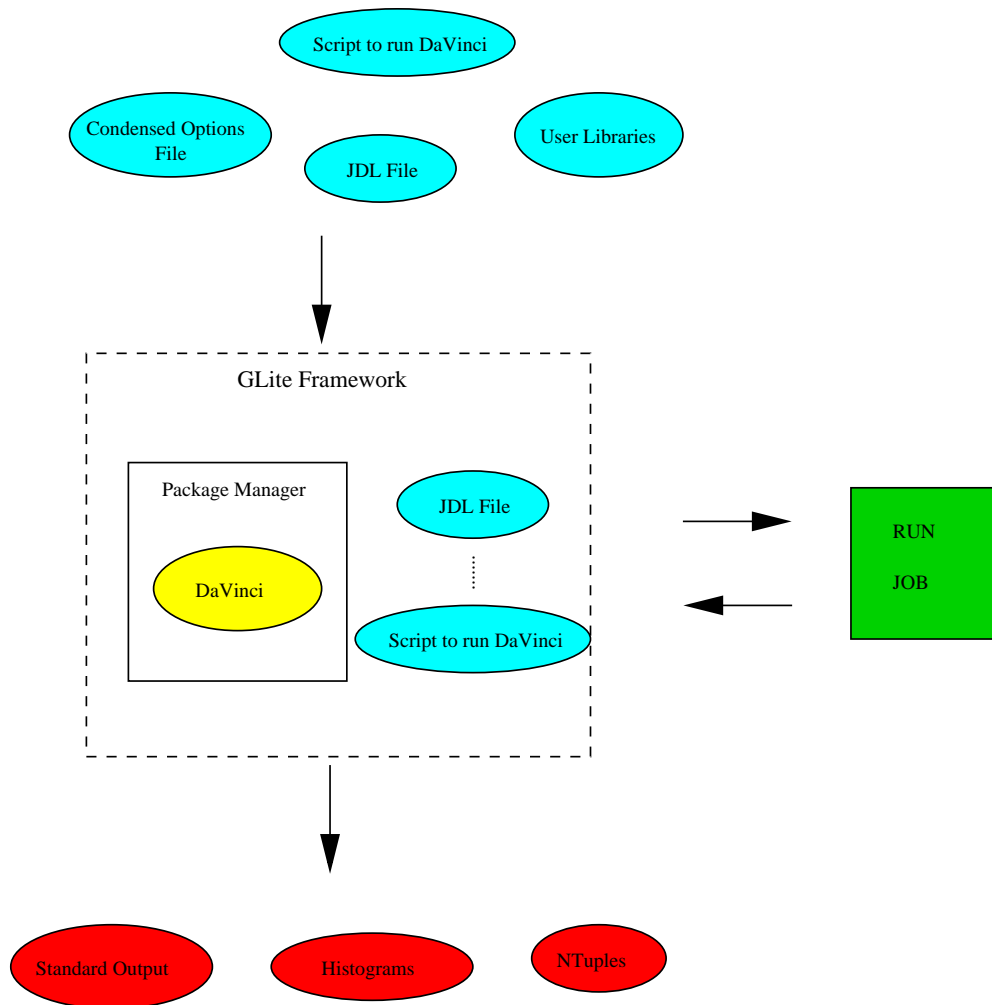 Script to run DaVinci
Condensed Options
File
User Libraries
JDL File
GLite Framework
Package Manager
JDL File
DaVinci
Script to run DaVinci
RUN
JOB
Standard Output
Histograms
NTuples